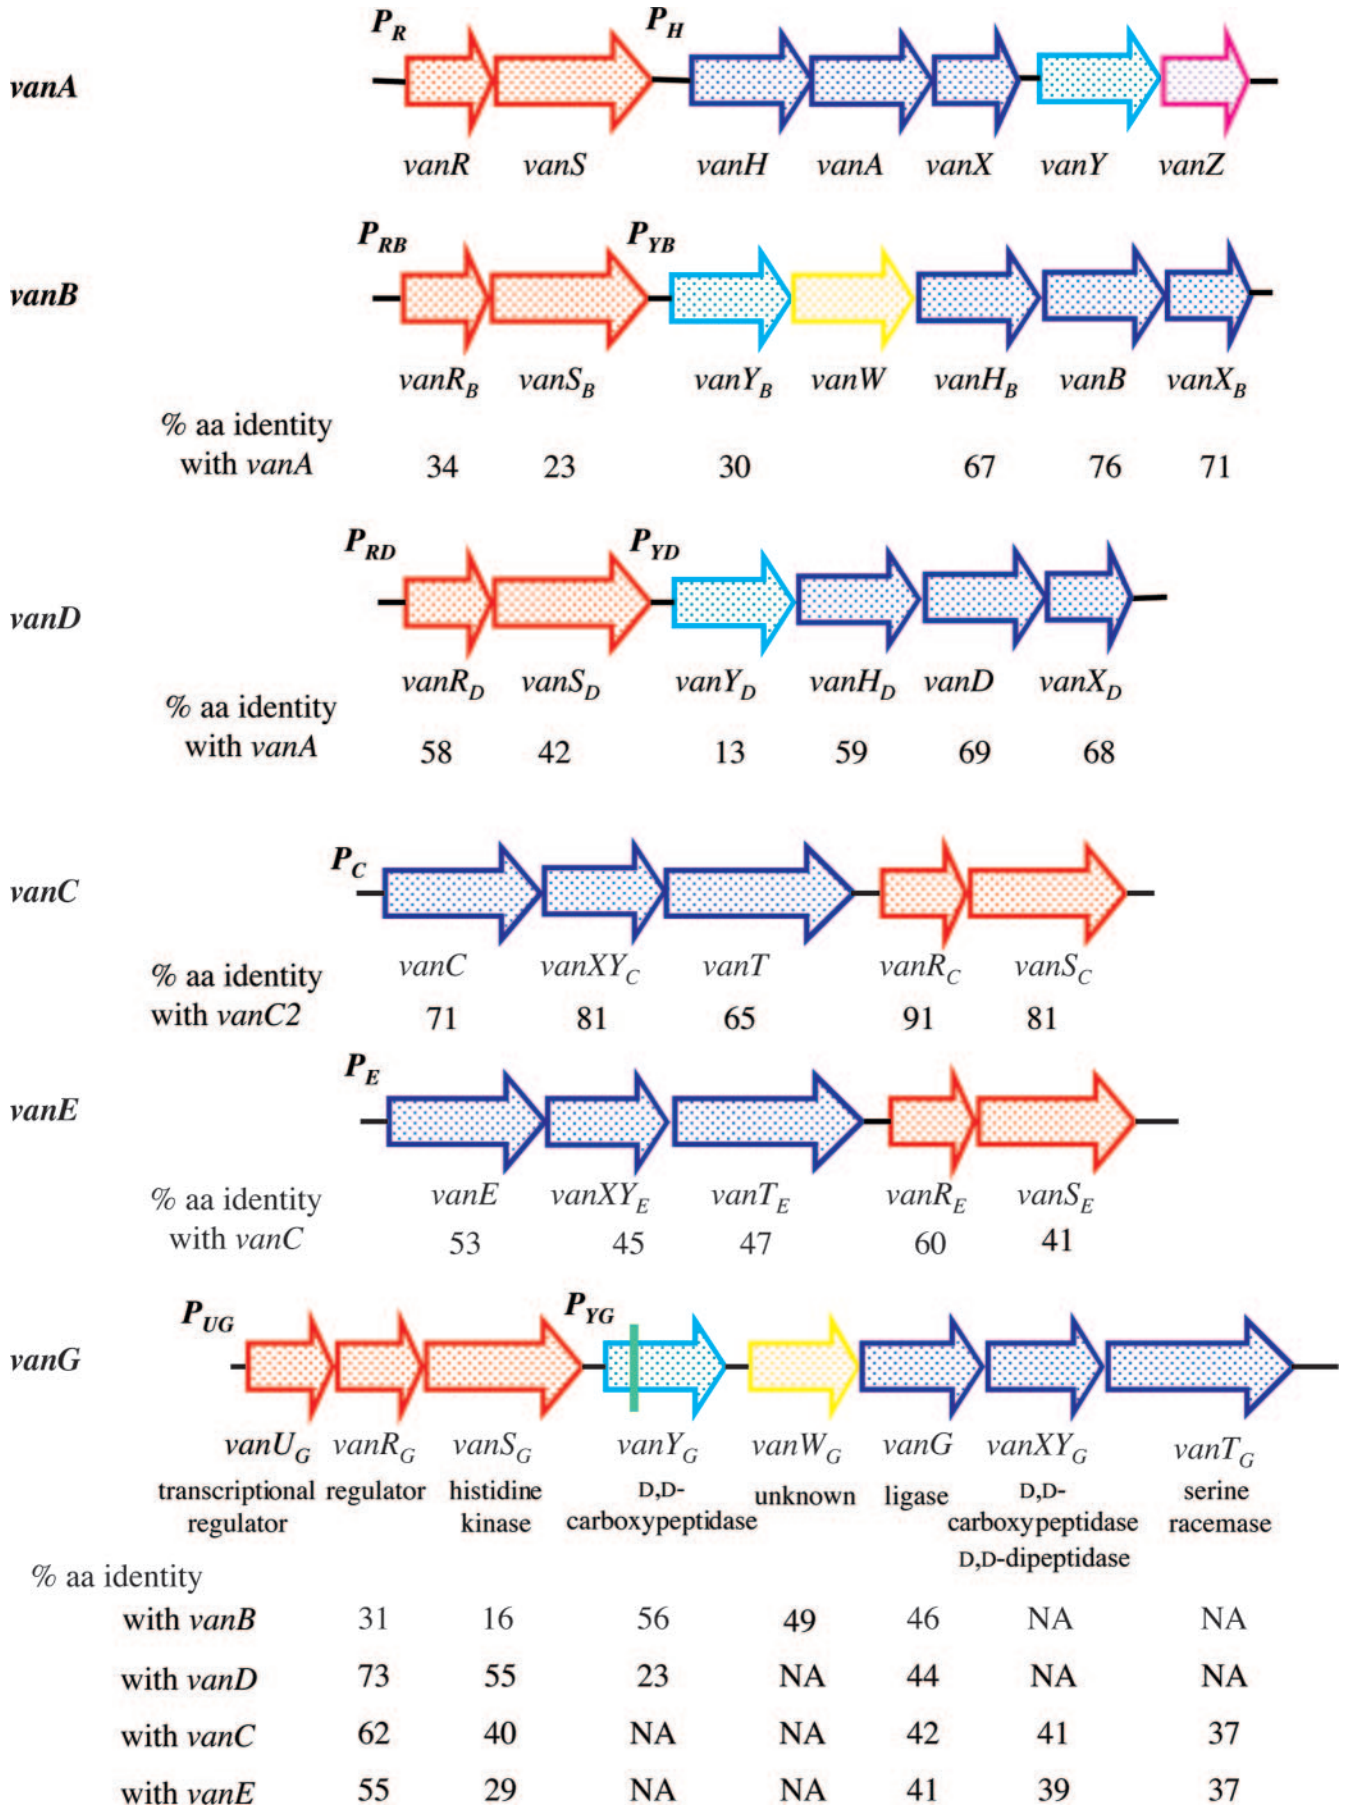 P_R P_H
vanA
vanR vanS vanH vanA vanX vanY vanZ
P_RB P_YB
vanB
vanR_B vanS_B vanY_B vanW vanH_B vanB vanX_B
% aa identity
with vanA 34 23 30 67 76 71
P_RD P_YD
vanD
vanR_D vanS_D vanY_D vanH_D vanD vanX_D
% aa identity
with vanA 58 42 13 59 69 68
P_C
vanC
vanC vanXY_C vanT vanR_C vanS_C
% aa identity
with vanC2 71 81 65 91 81
P_E
vanE
vanE vanXY_E vanT_E vanR_E vanS_E
% aa identity
with vanC 53 45 47 60 41
P_UG P_YG
vanG
vanU_G vanR_G vanS_G vanY_G vanW_G vanG vanXY_G vanT_G
transcriptional regulator histidine D,D- unknown ligase D,D- serine
regulator kinase carboxypeptidase carboxypeptidase racemase
D,D-dipeptidase
% aa identity
with vanB 31 16 56 49 46 NA NA
with vanD 73 55 23 NA 44 NA NA
with vanC 62 40 NA NA 42 41 37
with vanE 55 29 NA NA 41 39 37